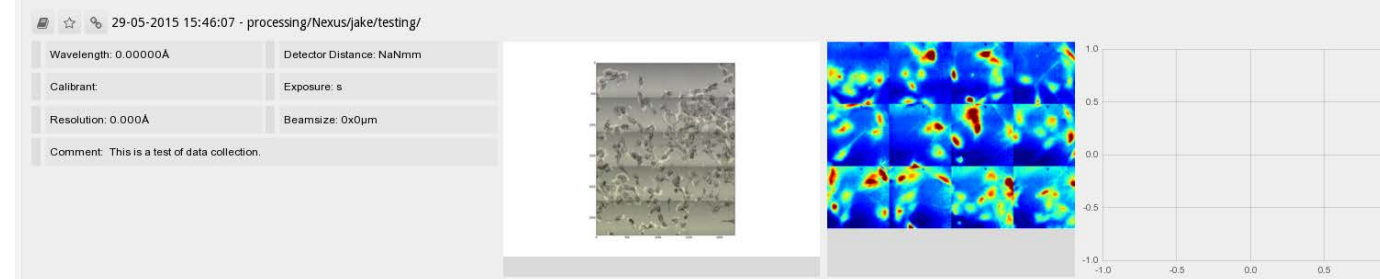 29-05-2015 15:46:07 - processing/Nexus/jake/testing/
Wavelength: 0.00000Å
Detector Distance: NaNmm
Calibrant:
Exposure: s
Resolution: 0.000Å
Beamsize: 0x0µm
Comment: This is a test of data collection.
1.0
0.5
0.0
-0.5
-1.0
-1.0 -0.5 0.0 0.5